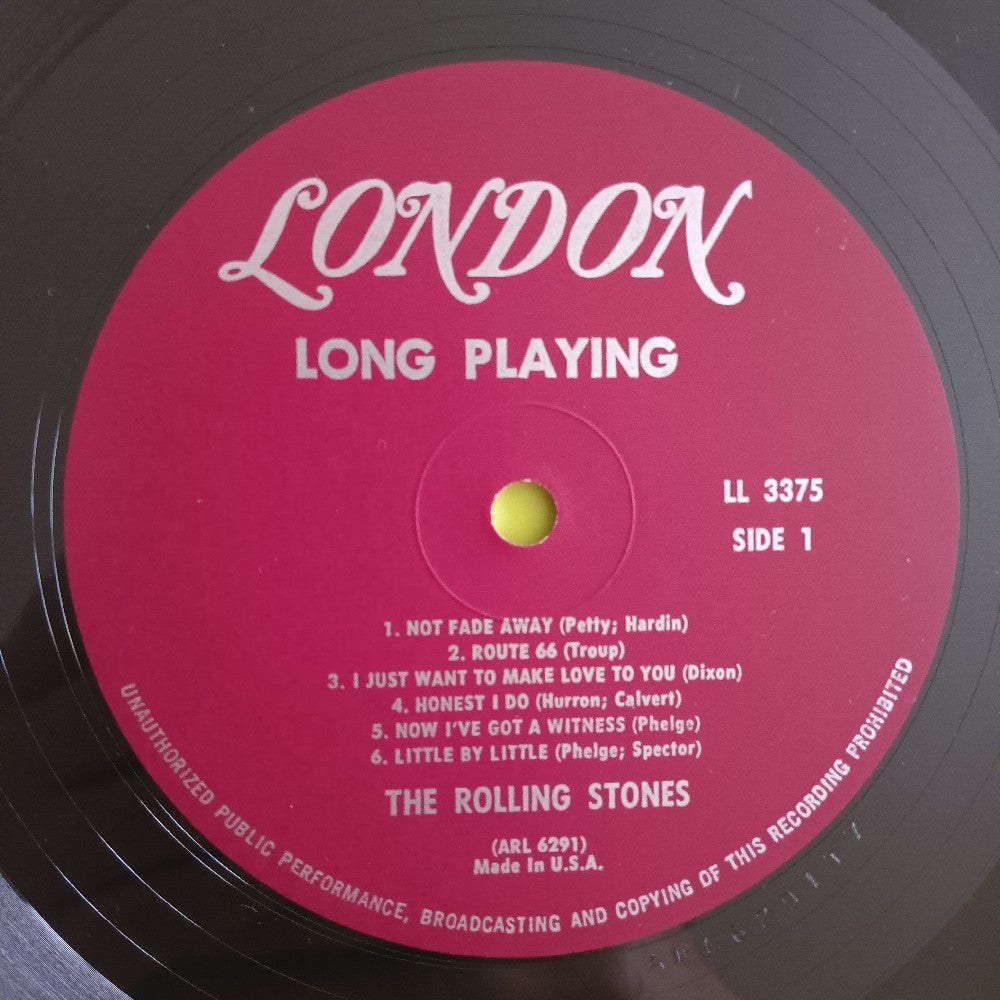 LONDON
LONG PLAYING
LL 3375
SIDE 1
1. NOT FADE AWAY (Petty; Hardin)
2. ROUTE 66 (Troup)
3. I JUST WANT TO MAKE LOVE TO YOU (Dixon)
4. HONEST I DO (Hurron; Calvert)
5. NOW I'VE GOT A WITNESS (Phelge)
6. LITTLE BY LITTLE (Phelge; Spector)
THE ROLLING STONES
(ARL 6291)
Made In U.S.A.
UNAUTHORIZED PUBLIC PERFORMANCE, BROADCASTING AND COPYING OF THIS RECORDING PROHIBITED